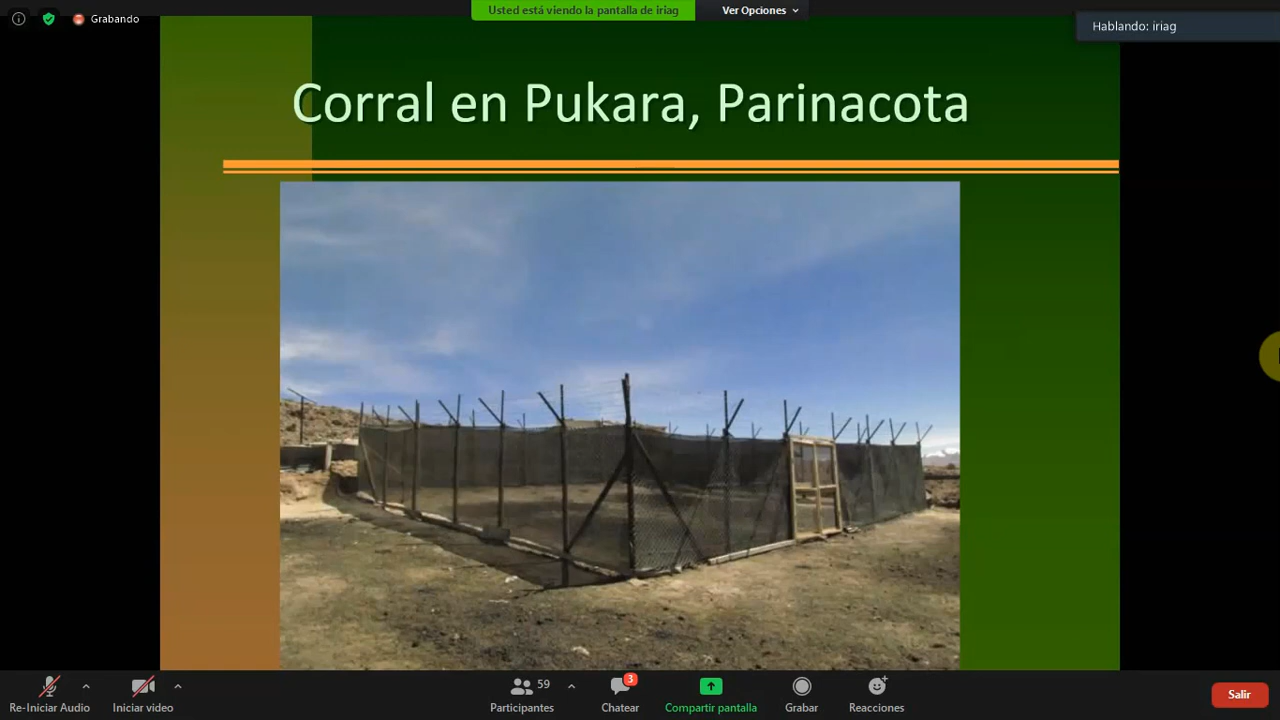 Grabando
Usted está viendo la pantalla de iriag
Ver Opciones
Hablando: iriag
Corral en Pukara, Parinacota
59
3
Re-Iniciar Audio
Iniciar video
Participantes
Chatear
Compartir pantalla
Grabar
Reacciones
Salir